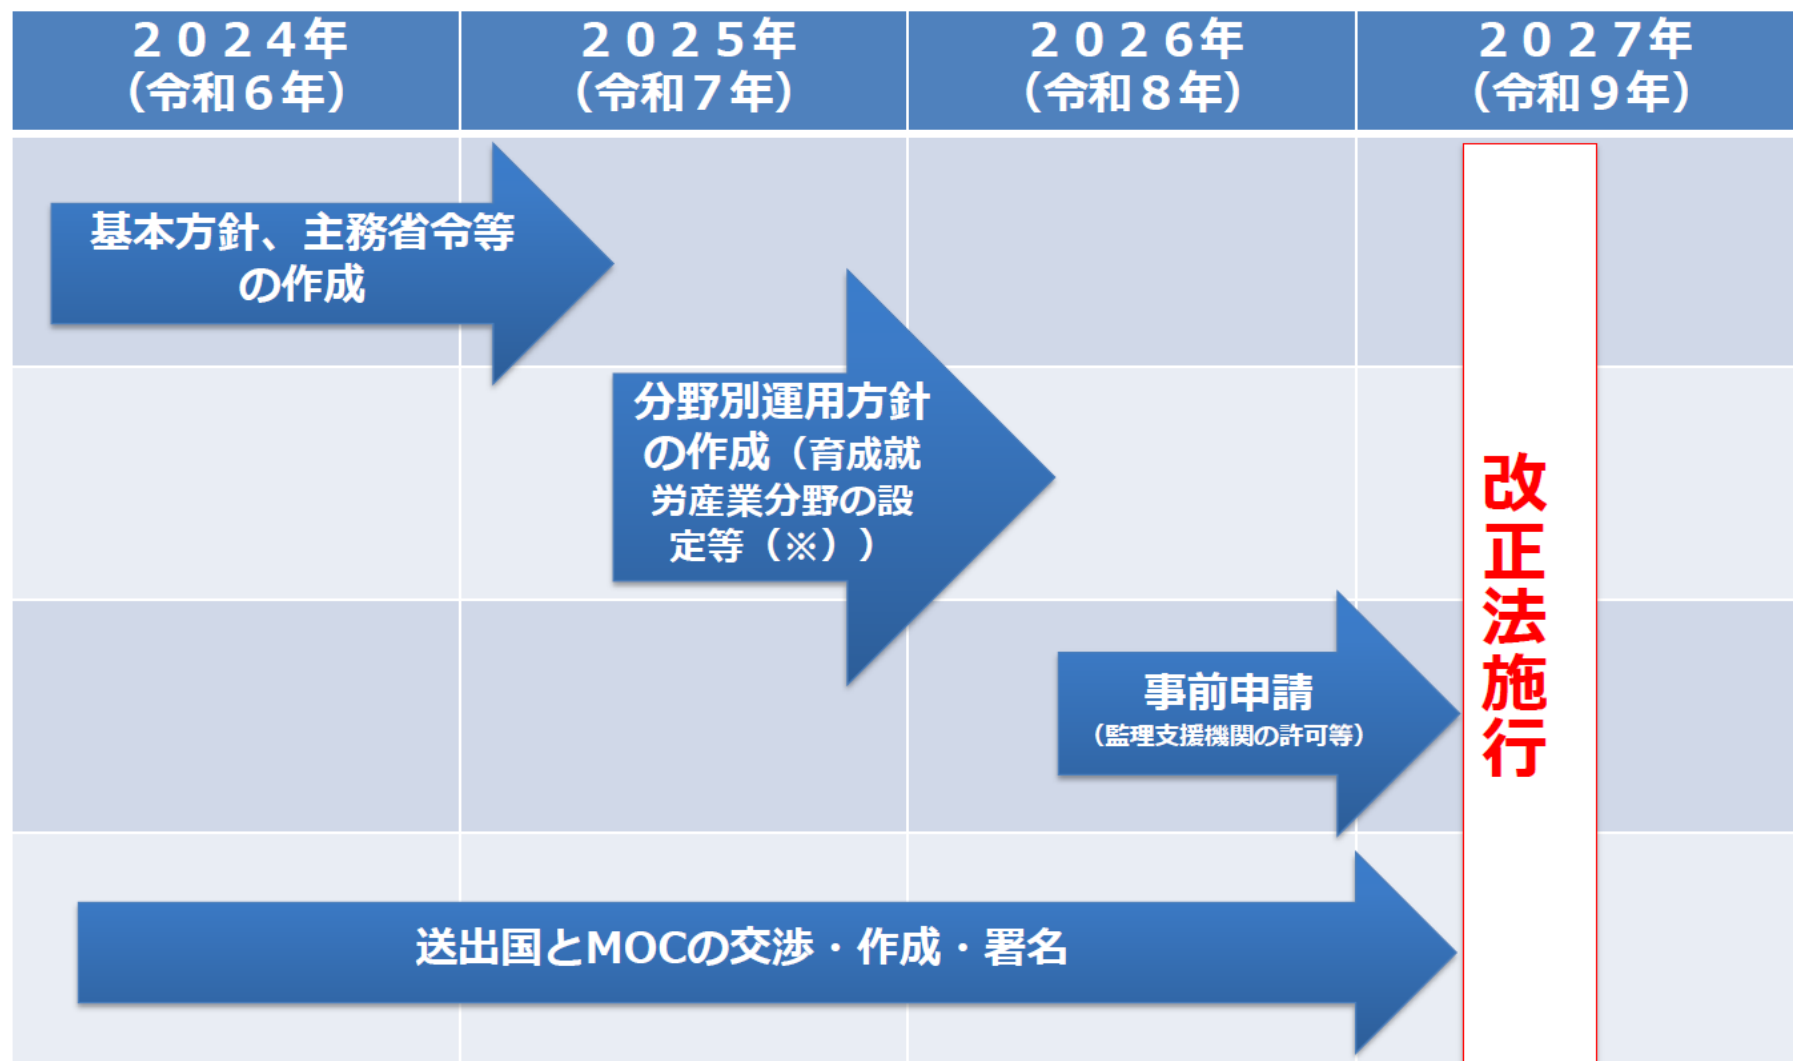 ２０２４年
（令和６年）
２０２５年
（令和７年）
２０２６年
（令和８年）
２０２７年
（令和９年）
基本方針、主務省令等
の作成
分野別運用方針
の作成（育成就
労産業分野の設
定等（※））
事前申請
（監理支援機関の許可等）
送出国とMOCの交渉・作成・署名
改正法施行